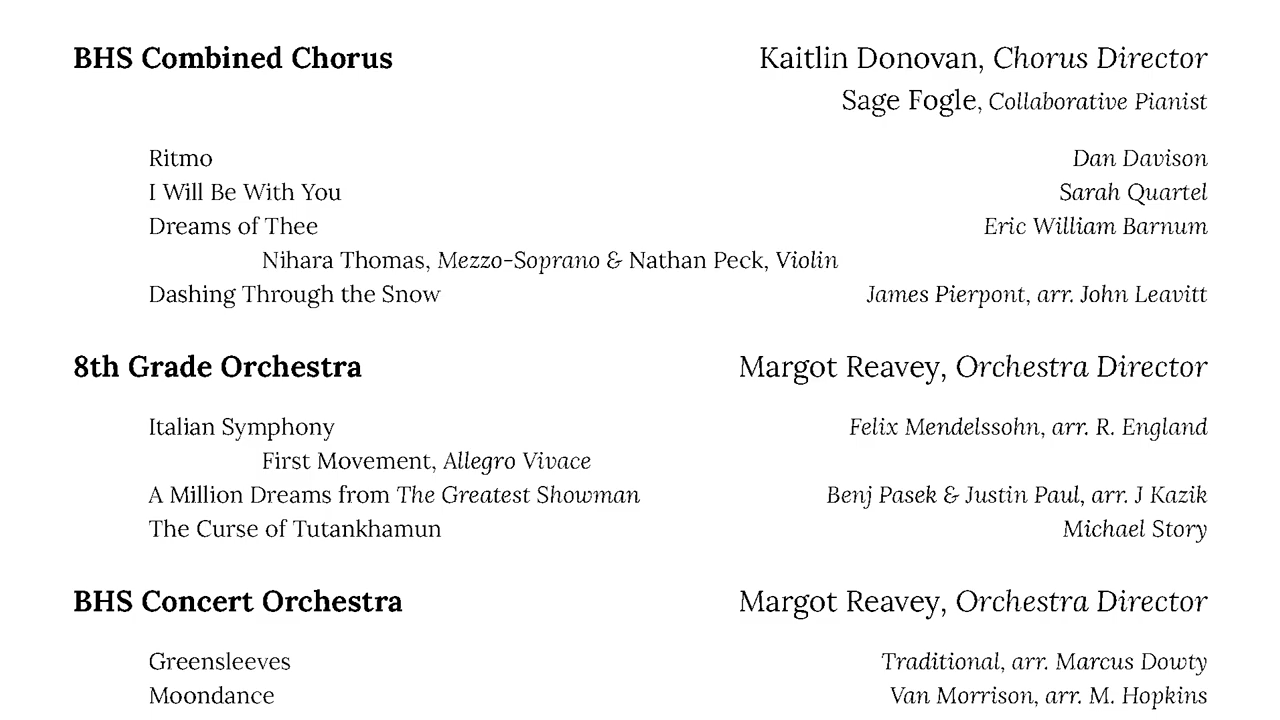 BHS Combined Chorus Kaitlin Donovan, Chorus Director
Sage Fogle, Collaborative Pianist
Ritmo Dan Davison
I Will Be With You Sarah Quartel
Dreams of Thee Eric William Barnum
Nihara Thomas, Mezzo-Soprano & Nathan Peck, Violin
Dashing Through the Snow James Pierpont, arr. John Leavitt
8th Grade Orchestra Margot Reavey, Orchestra Director
Italian Symphony Felix Mendelssohn, arr. R. England
First Movement, Allegro Vivace
A Million Dreams from The Greatest Showman Benj Pasek & Justin Paul, arr. J Kazik
The Curse of Tutankhamun Michael Story
BHS Concert Orchestra Margot Reavey, Orchestra Director
Greensleeves Traditional, arr. Marcus Dowty
Moondance Van Morrison, arr. M. Hopkins